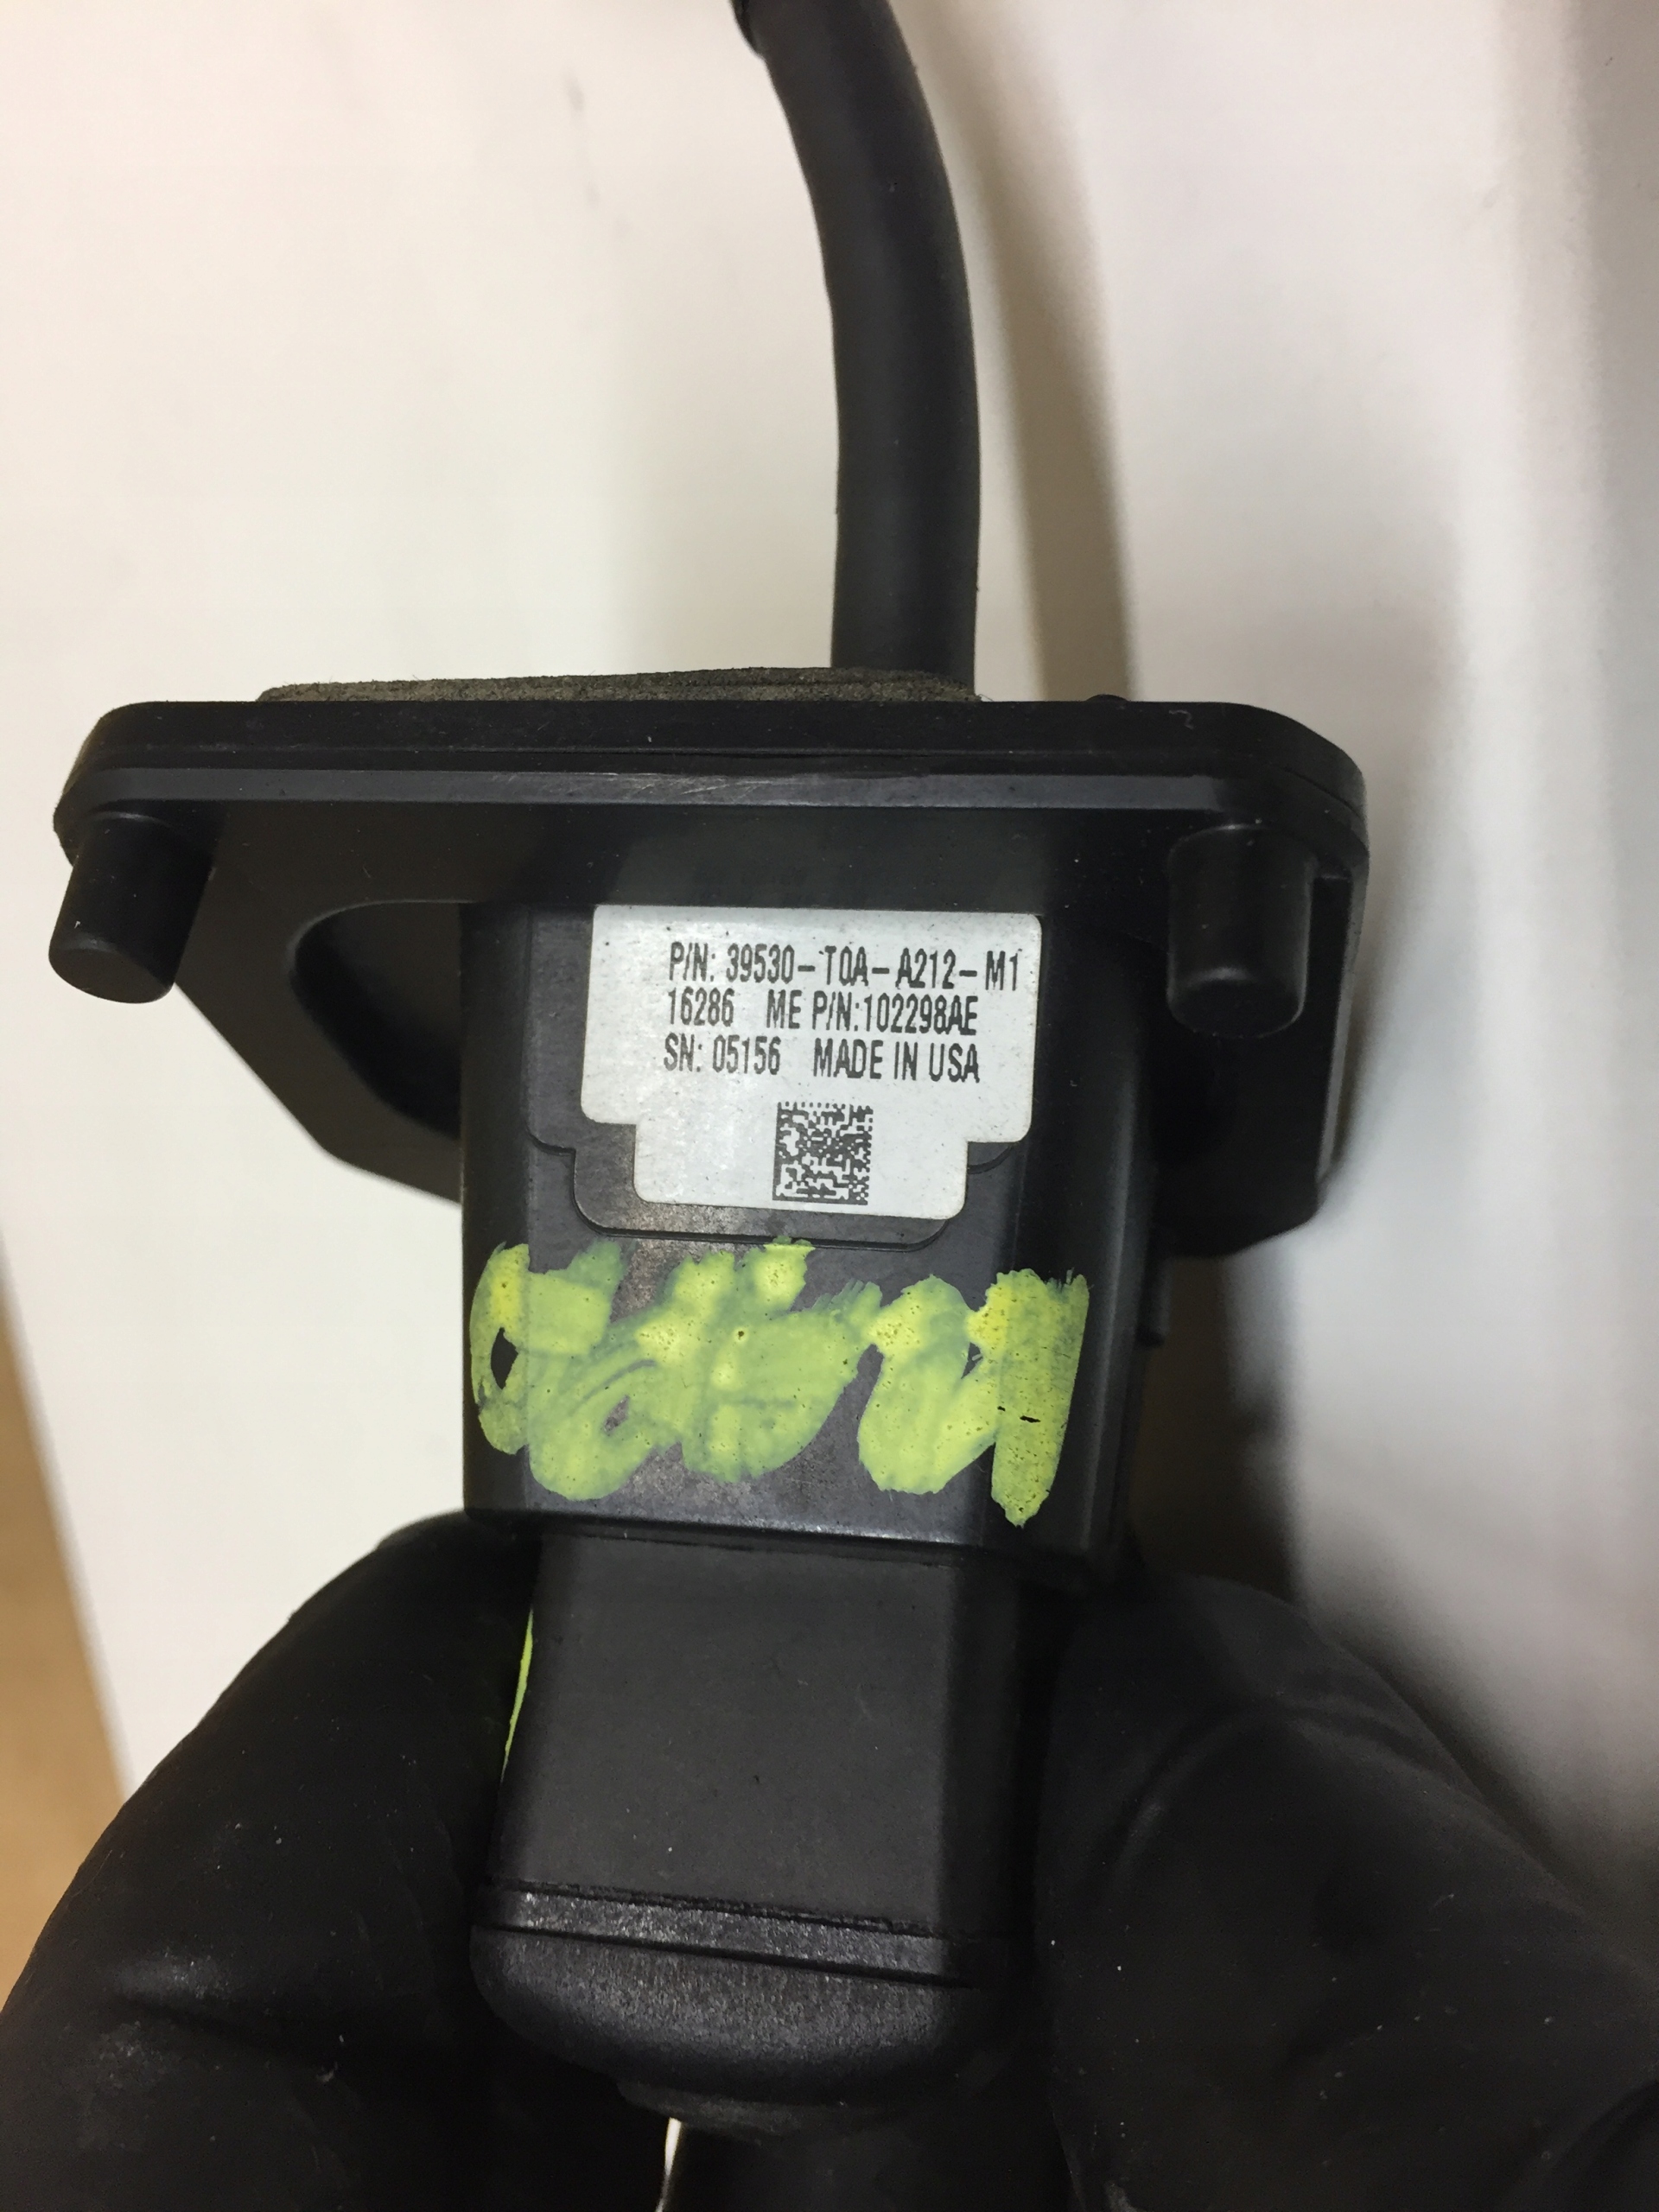 P/N: 39530-T0A-A212-M1
16286 ME P/N:102298AE
SN: 05156 MADE IN USA